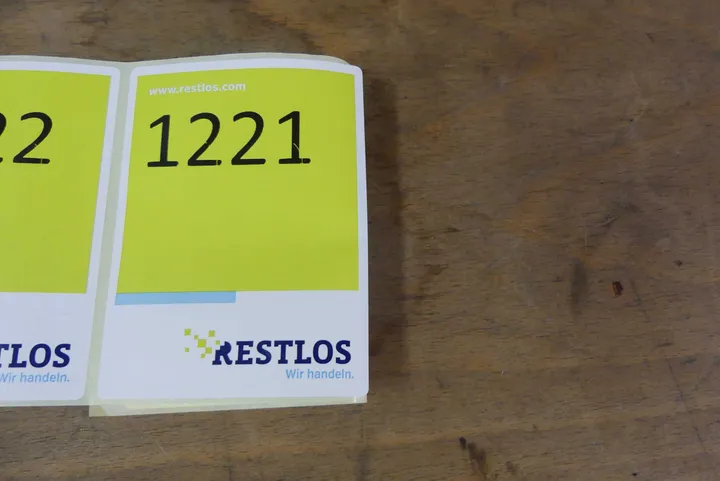 www.restlos.com
1221
RESTLOS
Wir handeln.
22
TLOS
Wir handeln.